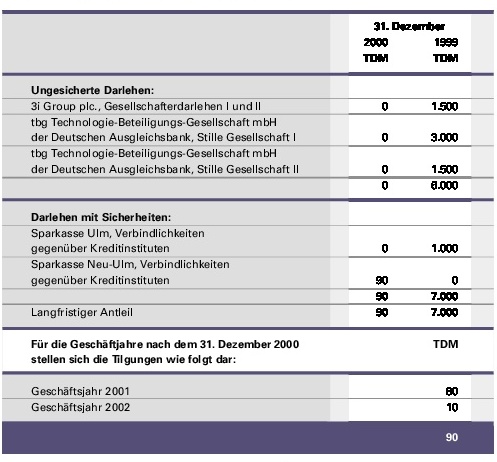 31. Dezember
2000 1999
TDM TDM
Ungesicherte Darlehen:
3i Group plc., Gesellschafterdarlehen I und II 0 1.500
tbg Technologie-Beteiligungs-Gesellschaft mbH
der Deutschen Ausgleichsbank, Stille Gesellschaft I 0 3.000
tbg Technologie-Beteiligungs-Gesellschaft mbH
der Deutschen Ausgleichsbank, Stille Gesellschaft II 0 1.500
0 6.000
Darlehen mit Sicherheiten:
Sparkasse Ulm, Verbindlichkeiten
gegenüber Kreditinstituten 0 1.000
Sparkasse Neu-Ulm, Verbindlichkeiten
gegenüber Kreditinstituten 90 0
90 7.000
Langfristiger Anteil 90 7.000
Für die Geschäftjahre nach dem 31. Dezember 2000 TDM
stellen sich die Tilgungen wie folgt dar:
Geschäftsjahr 2001 80
Geschäftsjahr 2002 10
90